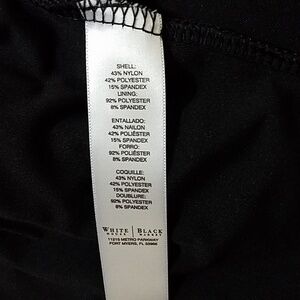 SHELL:
43% NYLON
42% POLYESTER
15% SPANDEX
LINING:
92% POLYESTER
8% SPANDEX
ENTALLADO:
43% NAILON
42% POLIÉSTER
15% SPANDEX
FORRO:
92% POLIÉSTER
8% SPANDEX
COQUILLE:
43% NYLON
42% POLYESTER
15% SPANDEX
DOUBLURE:
92% POLYESTER
8% SPANDEX
WHITE | BLACK
HOUSE | MARKET
11215 METRO PARKWAY
FORT MYERS, FL 33966